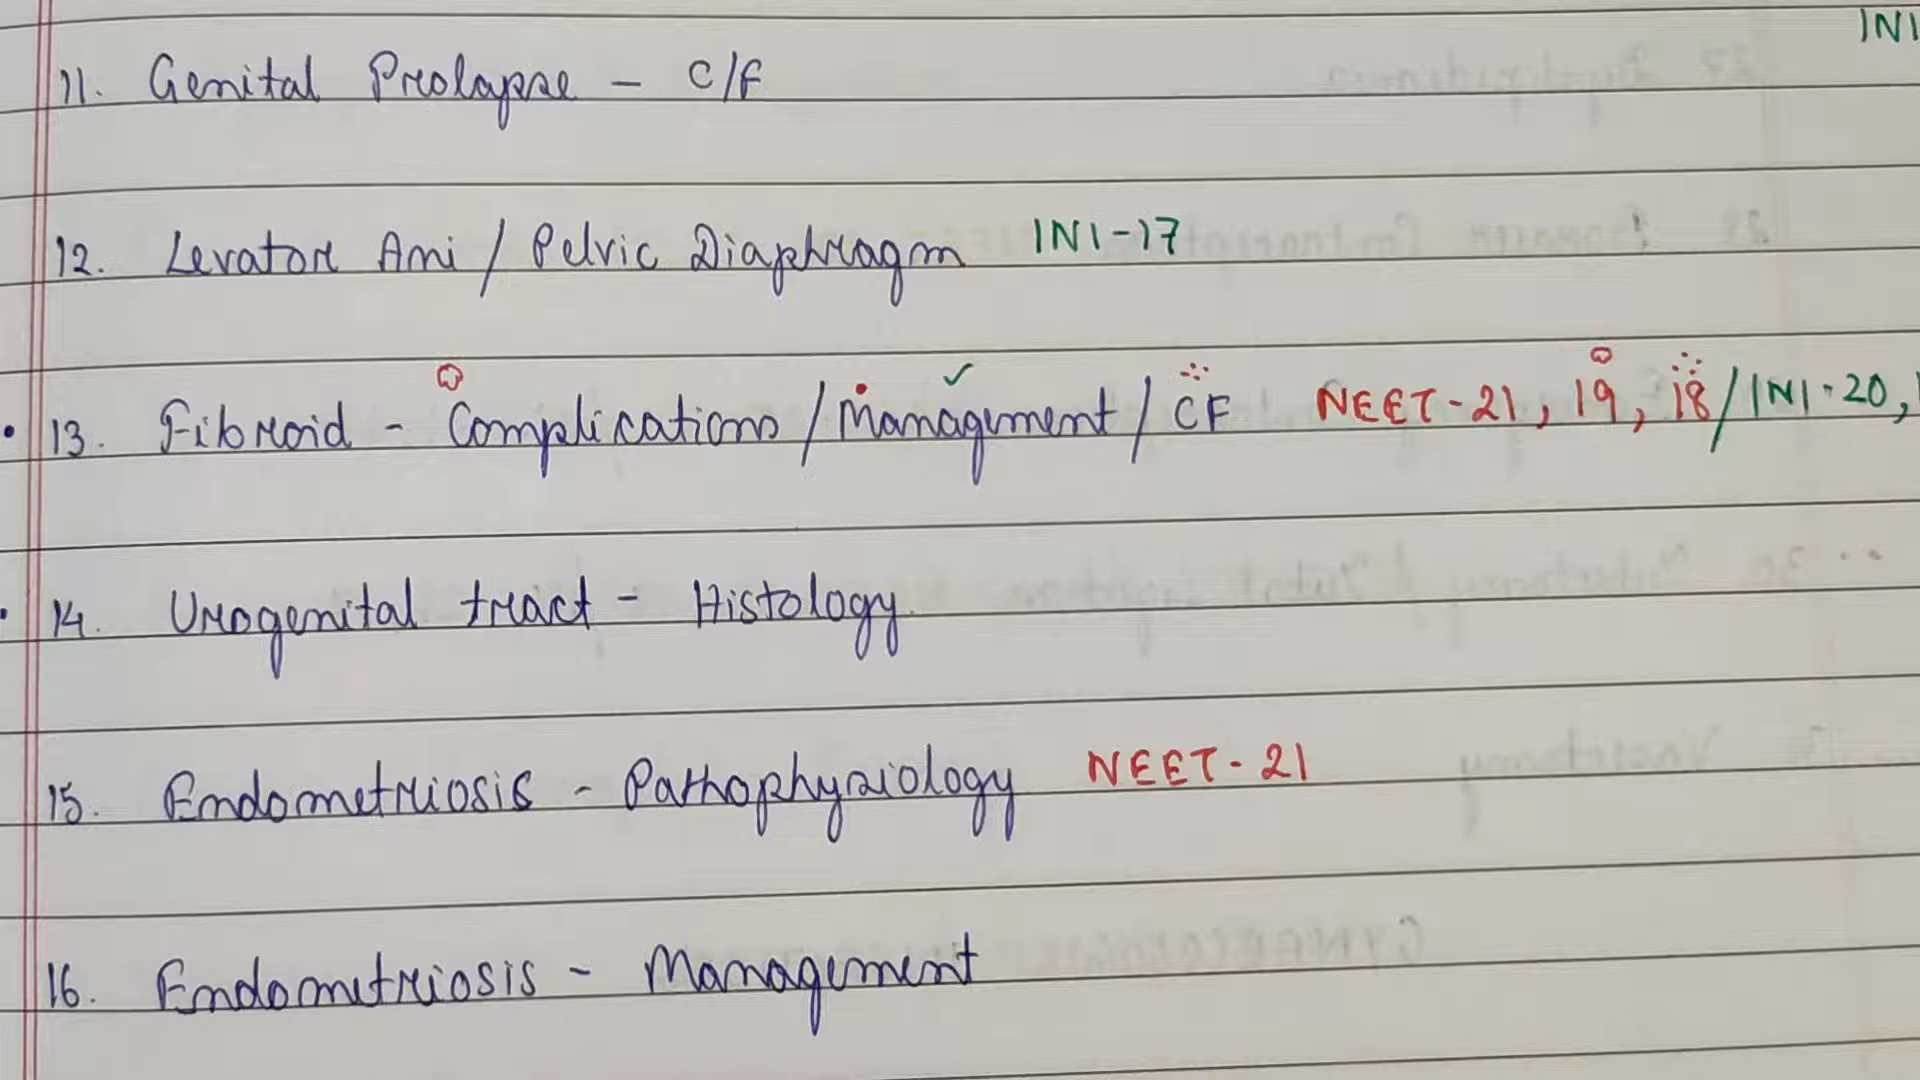 INI
11. Genital Prolapse - C/F
12. Levator Ani / Pelvic Diaphragm INI-17
13. Fibroid - Complications / Management / CF NEET-21, 19, 18 / INI-20,
14. Urogenital tract - Histology.
15. Endometriosis - Pathophysiology NEET-21
16. Endometriosis - Management